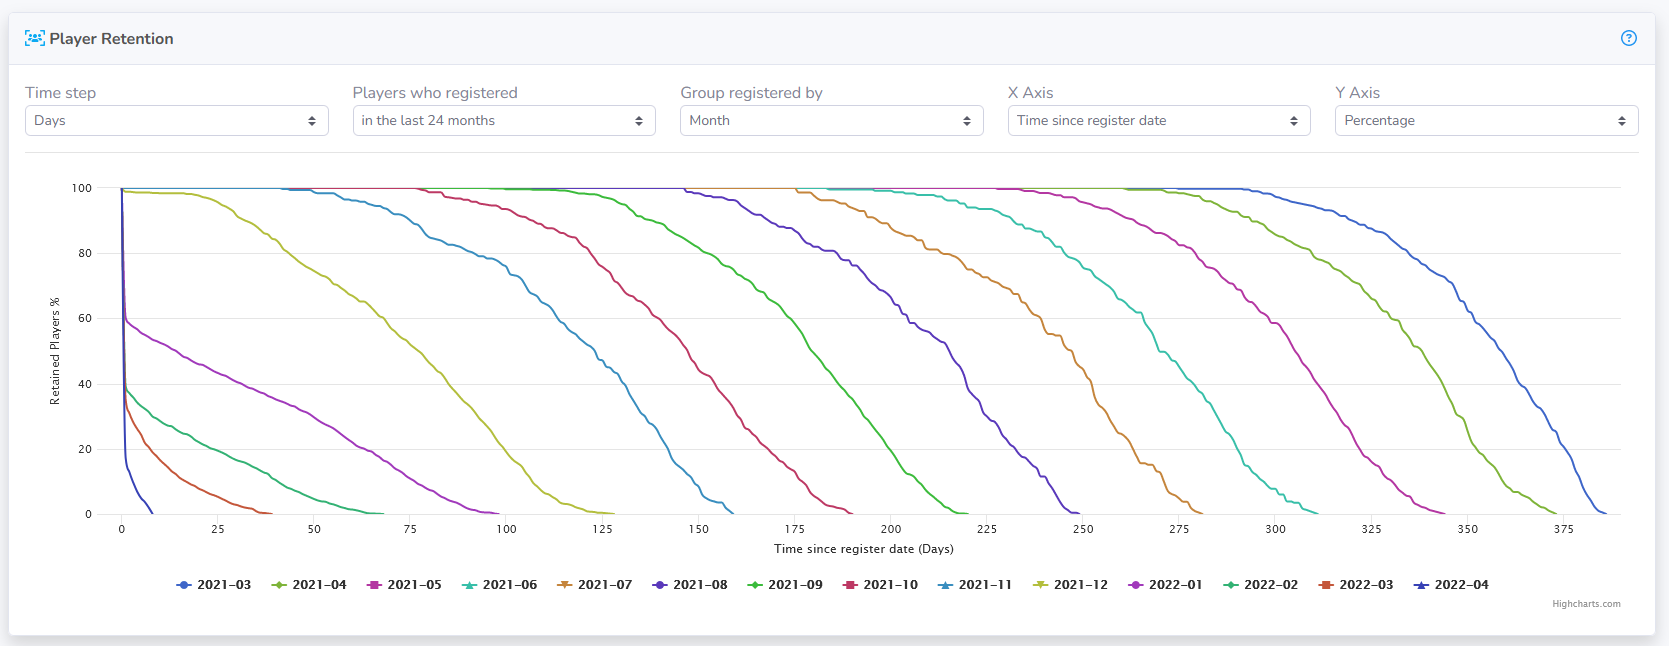 Player Retention
Time step
Players who registered
Group registered by
X Axis
Y Axis
Days
in the last 24 months
Month
Time since register date
Percentage
Retained Players %
100
80
60
40
20
0
0 25 50 75 100 125 150 175 200 225 250 275 300 325 350 375
Time since register date (Days)
2021-03 2021-04 2021-05 2021-06 2021-07 2021-08 2021-09 2021-10 2021-11 2021-12 2022-01 2022-02 2022-03 2022-04
Highcharts.com